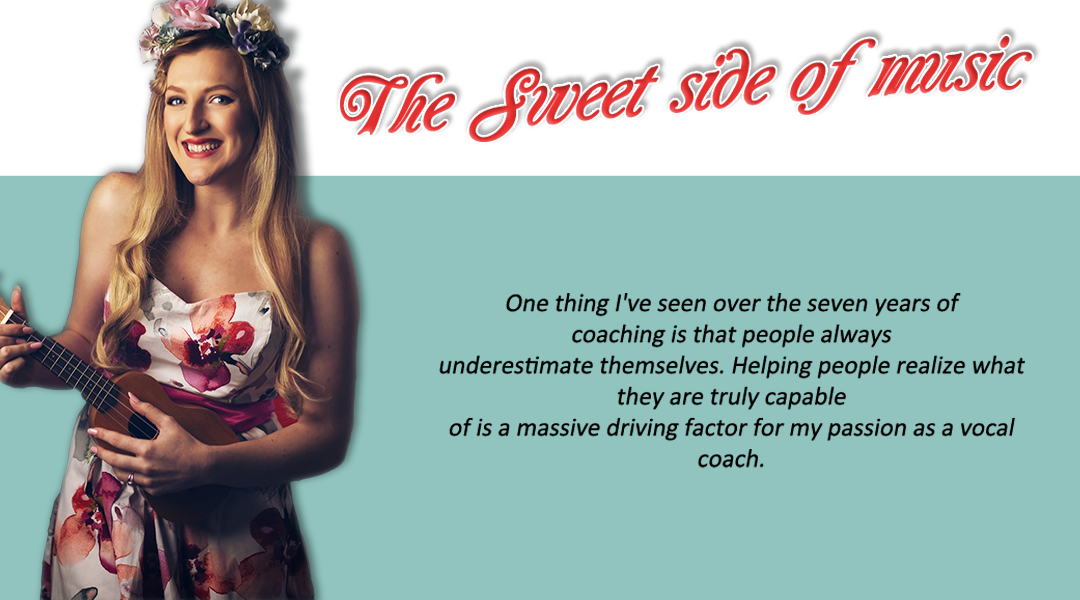 The Sweet side of music
One thing I've seen over the seven years of
coaching is that people always
underestimate themselves. Helping people realize what
they are truly capable
of is a massive driving factor for my passion as a vocal
coach.